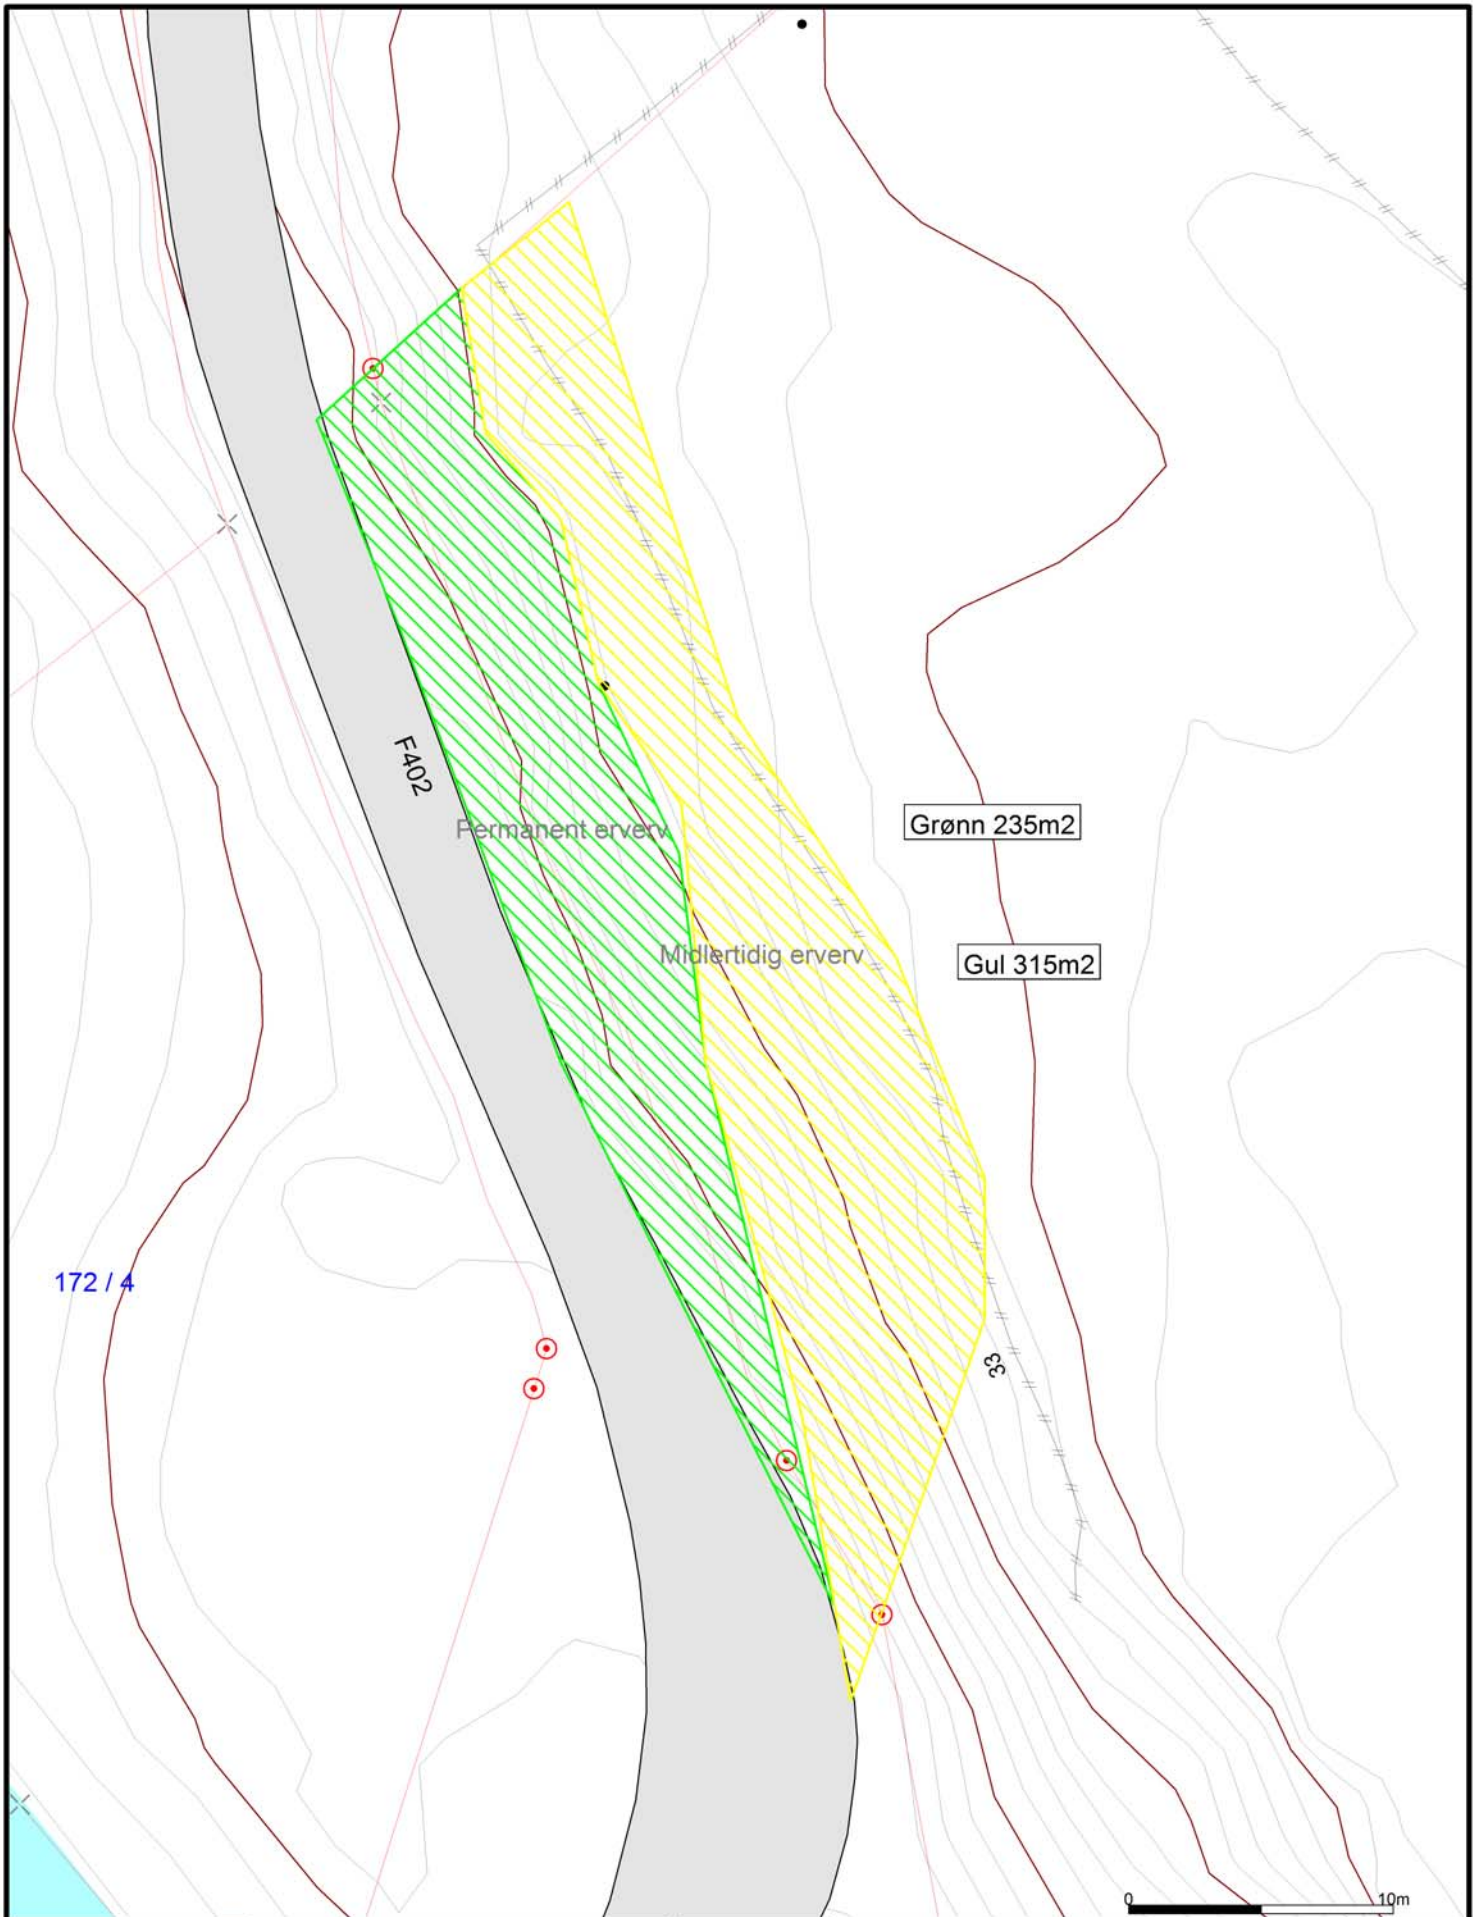 F402
Permanent erverv
Grønn 235m2
Midlertidig erverv
Gul 315m2
172 / 4
33
0 10m